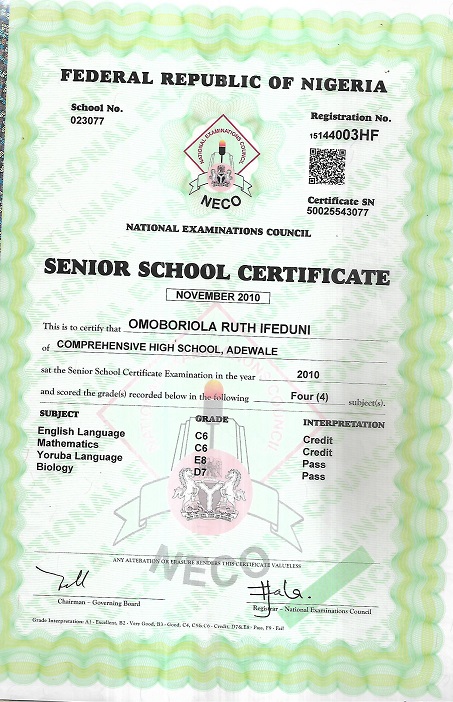 FEDERAL REPUBLIC OF NIGERIA
School No.
023077
Registration No.
15144003HF
NATIONAL EXAMINATIONS COUNCIL
NECO
Certificate SN
50025543077
NATIONAL EXAMINATIONS COUNCIL
SENIOR SCHOOL CERTIFICATE
NOVEMBER 2010
This is to certify that OMOBORIOLA RUTH IFEDUNI
of COMPREHENSIVE HIGH SCHOOL, ADEWALE
sat the Senior School Certificate Examination in the year 2010
and scored the grade(s) recorded below in the following Four (4) subject(s).
SUBJECT GRADE INTERPRETATION
English Language C6 Credit
Mathematics C6 Credit
Yoruba Language E8 Pass
Biology D7 Pass
NECO
ANY ALTERATION OR ERASURE RENDERS THIS CERTIFICATE VALUELESS
Chairman – Governing Board
Registrar – National Examinations Council
Grade Interpretation: A1 - Excellent, B2 - Very Good, B3 - Good, C4, C5& C6 - Credit, D7&E8 - Pass, F9 - Fail